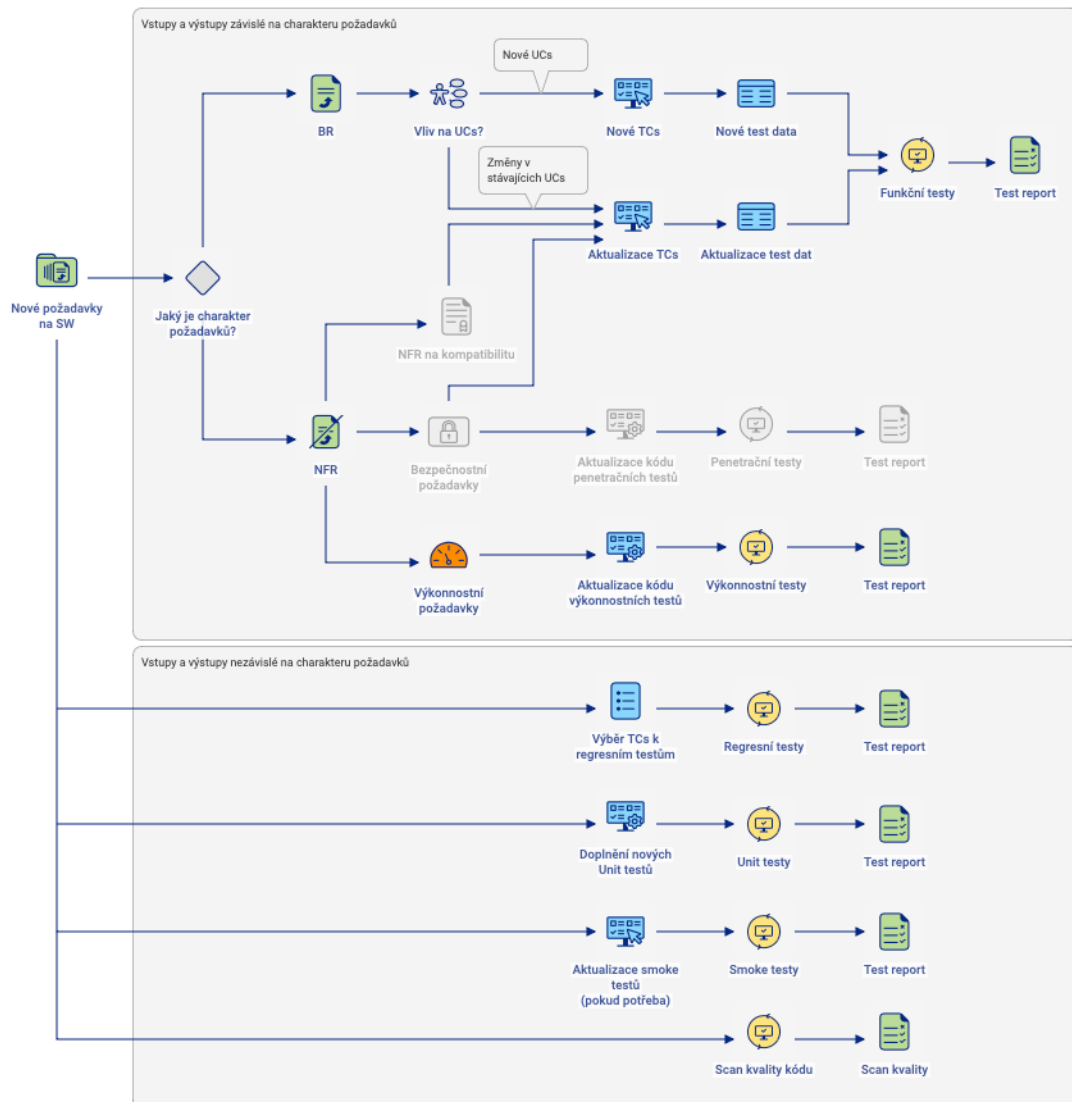 Vstupy a výstupy závislé na charakteru požadavků
Nové UCs
BR
Vliv na UCs?
Nové TCs
Nové test data
Změny v
stávajících UCs
Funkční testy
Test report
Aktualizace TCs
Aktualizace test dat
Nové požadavky
na SW
Jaký je charakter
požadavků?
NFR na kompatibilitu
NFR
Bezpečnostní
požadavky
Aktualizace kódu
penetračních testů
Penetrační testy
Test report
Výkonnostní
požadavky
Aktualizace kódu
výkonnostních testů
Výkonnostní testy
Test report
Vstupy a výstupy nezávislé na charakteru požadavků
Výběr TCs k
regresním testům
Regresní testy
Test report
Doplnění nových
Unit testů
Unit testy
Test report
Aktualizace smoke
testů
(pokud potřeba)
Smoke testy
Test report
Scan kvality kódu
Scan kvality